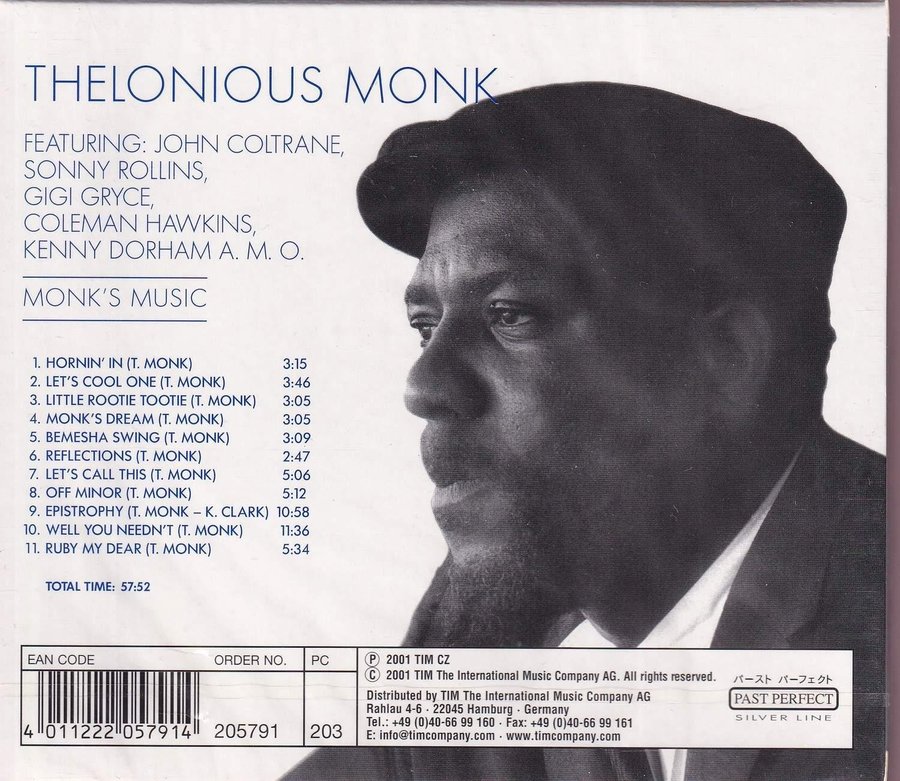 THELONIOUS MONK
FEATURING: JOHN COLTRANE,
SONNY ROLLINS,
GIGI GRYCE,
COLEMAN HAWKINS,
KENNY DORHAM A. M. O.
MONK'S MUSIC
1. HORNIN' IN (T. MONK) 3:15
2. LET'S COOL ONE (T. MONK) 3:46
3. LITTLE ROOTIE TOOTIE (T. MONK) 3:05
4. MONK'S DREAM (T. MONK) 3:05
5. BEMESHA SWING (T. MONK) 3:09
6. REFLECTIONS (T. MONK) 2:47
7. LET'S CALL THIS (T. MONK) 5:06
8. OFF MINOR (T. MONK) 5:12
9. EPISTROPHY (T. MONK – K. CLARK) 10:58
10. WELL YOU NEEDN'T (T. MONK) 11:36
11. RUBY MY DEAR (T. MONK) 5:34
TOTAL TIME: 57:52
EAN CODE ORDER NO. PC
4 011222 057914 205791 203
Ⓟ 2001 TIM CZ
© 2001 TIM The International Music Company AG. All rights reserved.
Distributed by TIM The International Music Company AG
Rahlau 4-6 · 22045 Hamburg · Germany
Tel.: +49 (0)40-66 99 160 · Fax: +49 (0)40-66 99 161
E: info@timcompany.com · www.timcompany.com
パースト パーフェクト
PAST PERFECT
SILVER LINE